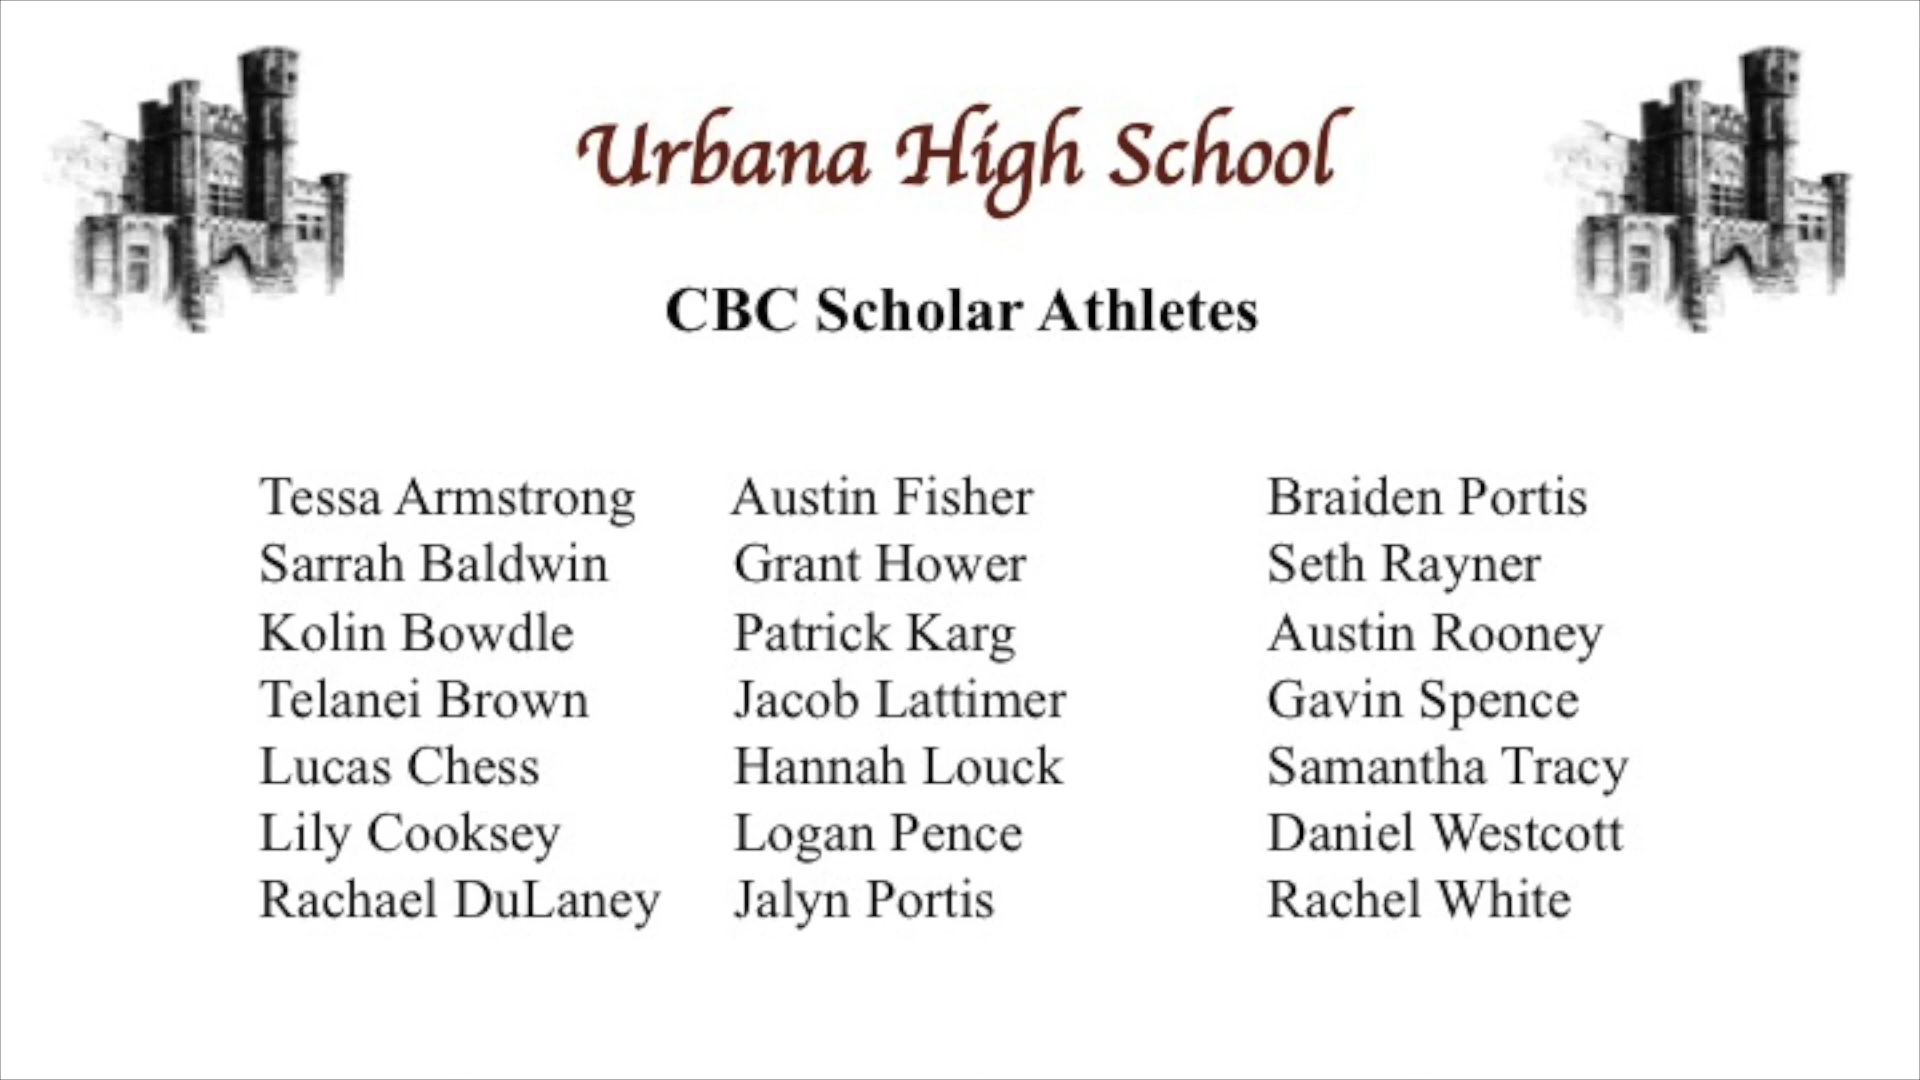 Urbana High School
CBC Scholar Athletes
Tessa Armstrong
Sarrah Baldwin
Kolin Bowdle
Telanei Brown
Lucas Chess
Lily Cooksey
Rachael DuLaney
Austin Fisher
Grant Hower
Patrick Karg
Jacob Lattimer
Hannah Louck
Logan Pence
Jalyn Portis
Braiden Portis
Seth Rayner
Austin Rooney
Gavin Spence
Samantha Tracy
Daniel Westcott
Rachel White